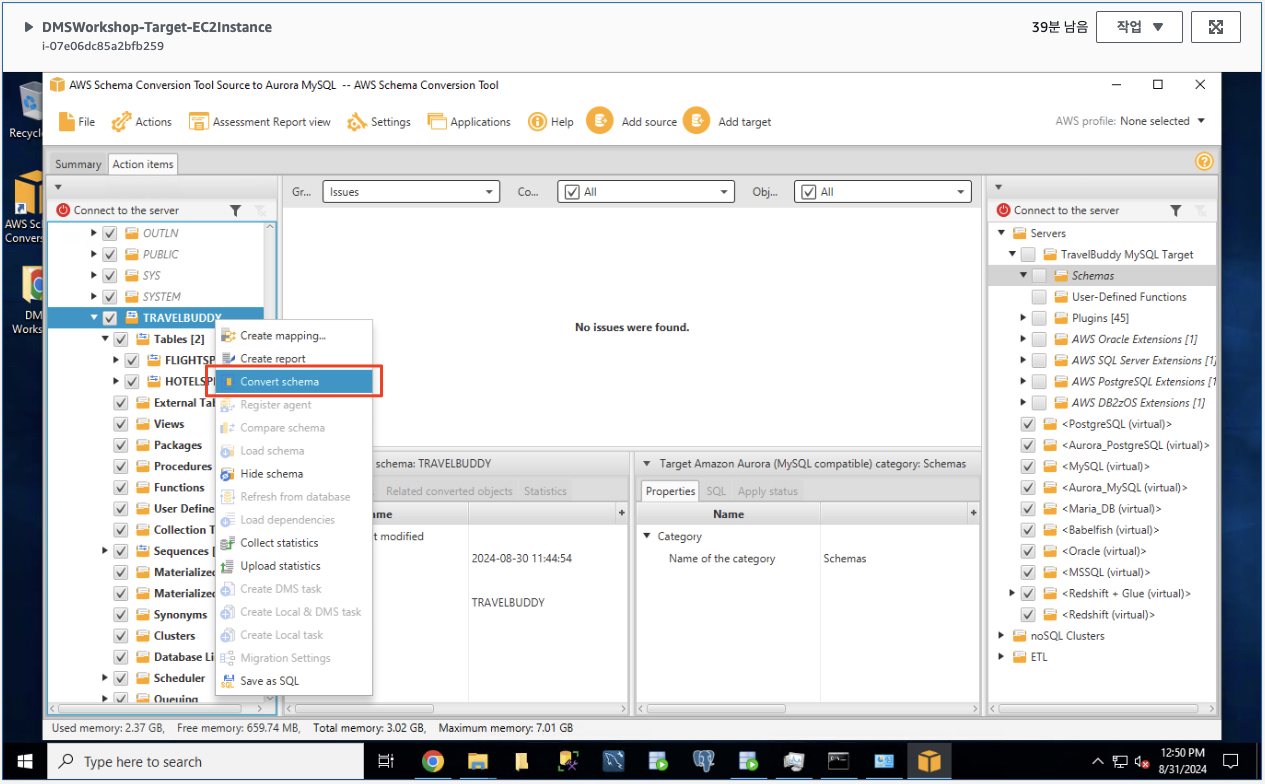 DMSWorkshop-Target-EC2Instance
i-07e06dc85a2bfb259
39분 남음
작업
Recycl
AWS Sc
Convers
DM
Works
AWS Schema Conversion Tool Source to Aurora MySQL -- AWS Schema Conversion Tool
File Actions Assessment Report view Settings Applications Help Add source Add target
AWS profile: None selected
Summary Action items
Connect to the server
OUTLN
PUBLIC
SYS
SYSTEM
TRAVELBUDDY
Tables [2]
FLIGHTSP
HOTELSPE
External Tab
Views
Packages
Procedures
Functions
User Define
Collection T
Sequences [
Materialized
Materialized
Synonyms
Clusters
Database Li
Scheduler
Queuing
Create mapping...
Create report
Convert schema
Register agent
Compare schema
Load schema
Hide schema
Refresh from database
Load dependencies
Collect statistics
Upload statistics
Create DMS task
Create Local & DMS task
Create Local task
Migration Settings
Save as SQL
Gr... Issues Co... All Obj... All
No issues were found.
schema: TRAVELBUDDY
Related converted objects Statistics
ame
t modified
2024-08-30 11:44:54
TRAVELBUDDY
Target Amazon Aurora (MySQL compatible) category: Schemas
Properties SQL Apply status
Name
Category
Name of the category Schemas
Connect to the server
Servers
TravelBuddy MySQL Target
Schemas
User-Defined Functions
Plugins [45]
AWS Oracle Extensions [1]
AWS SQL Server Extensions [1]
AWS PostgreSQL Extensions [1
AWS DB2zOS Extensions [1]
<PostgreSQL (virtual)>
<Aurora_PostgreSQL (virtual)>
<MySQL (virtual)>
<Aurora_MySQL (virtual)>
<Maria_DB (virtual)>
<Babelfish (virtual)>
<Oracle (virtual)>
<MSSQL (virtual)>
<Redshift + Glue (virtual)>
<Redshift (virtual)>
noSQL Clusters
ETL
Used memory: 2.37 GB, Free memory: 659.74 MB, Total memory: 3.02 GB, Maximum memory: 7.01 GB
Type here to search
12:50 PM
8/31/2024